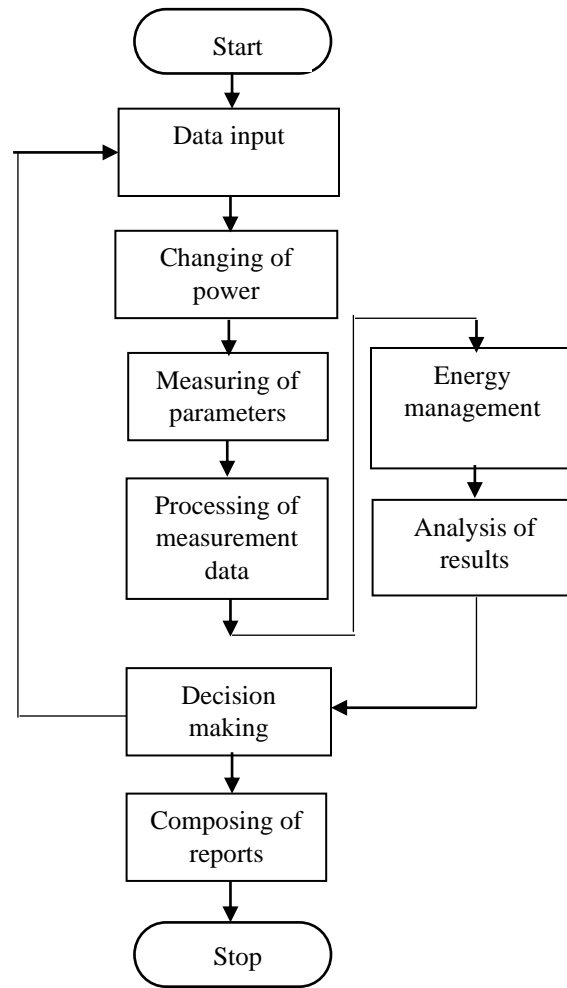 Start
Data input
Changing of
power
Measuring of
parameters
Processing of
measurement
data
Energy
management
Analysis of
results
Decision
making
Composing of
reports
Stop